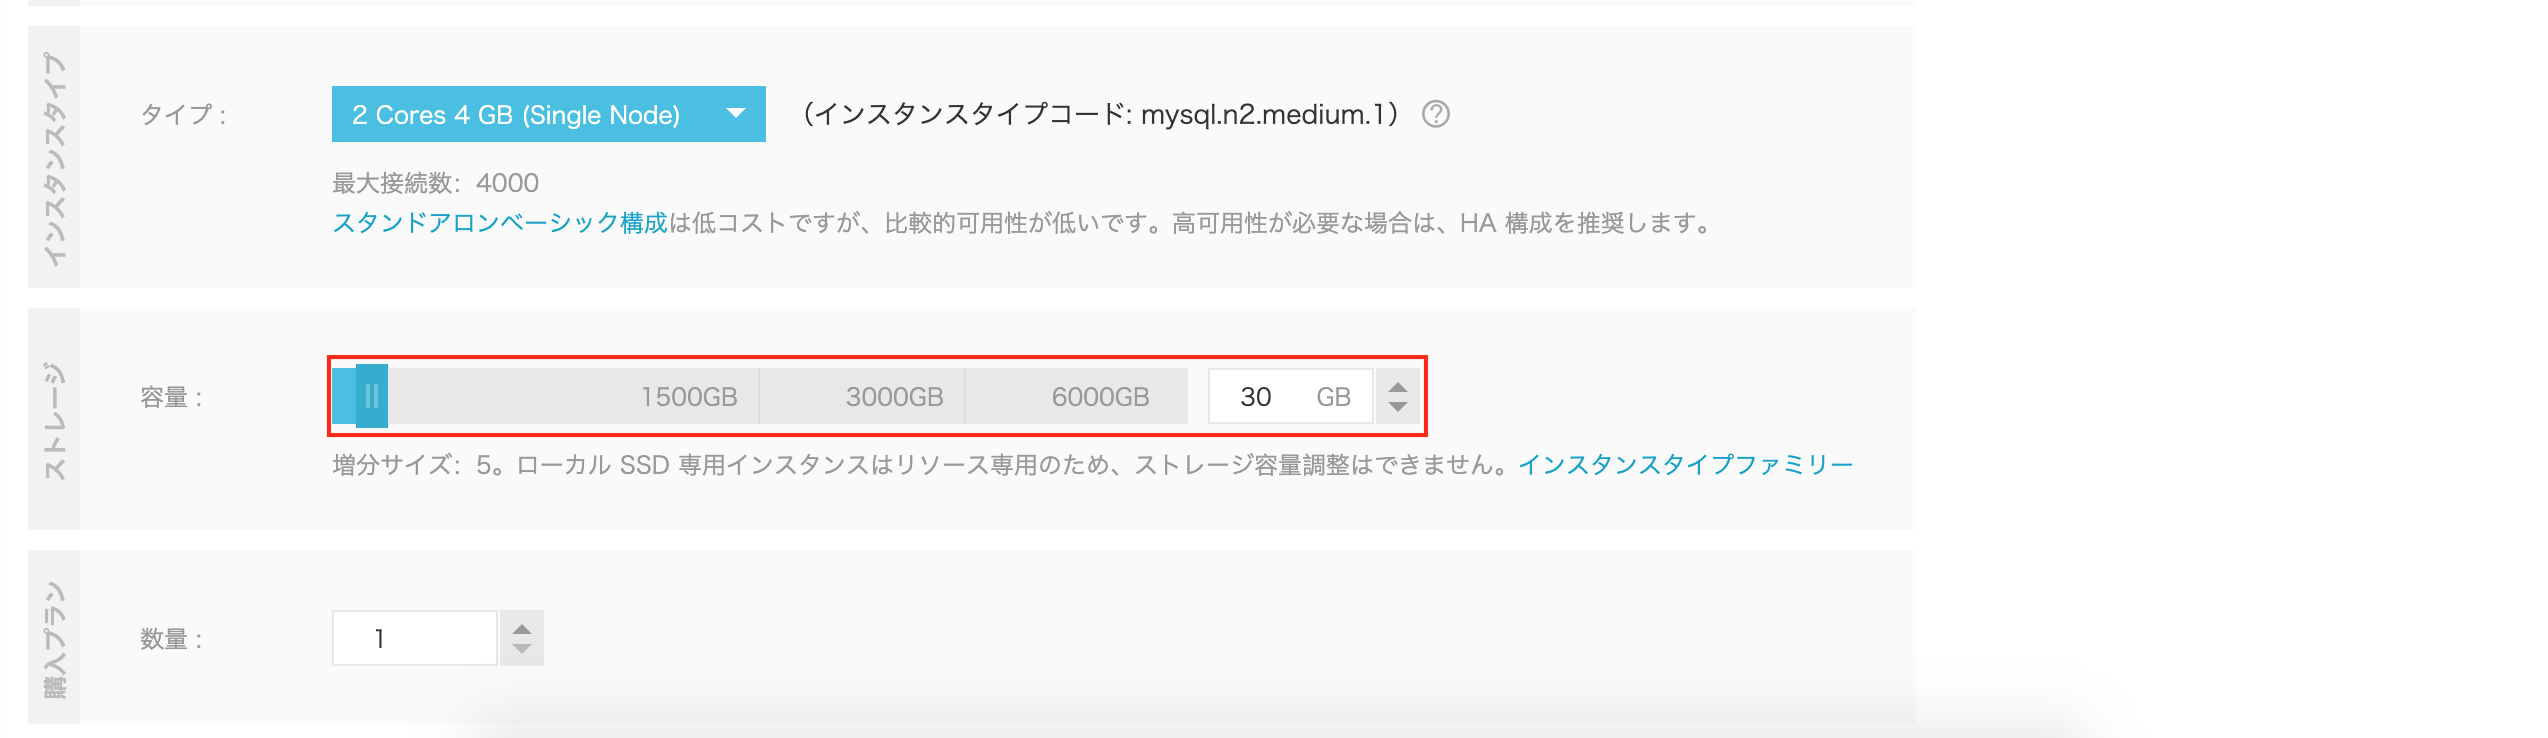 インスタンスタイプ
タイプ :
2 Cores 4 GB (Single Node)
（インスタンスタイプコード: mysql.n2.medium.1）
?
最大接続数: 4000
スタンドアロンベーシック構成は低コストですが、比較的可用性が低いです。高可用性が必要な場合は、HA 構成を推奨します。
ストレージ
容量 :
1500GB
3000GB
6000GB
30 GB
増分サイズ: 5。ローカル SSD 専用インスタンスはリソース専用のため、ストレージ容量調整はできません。インスタンスタイプファミリー
購入プラン
数量 :
1